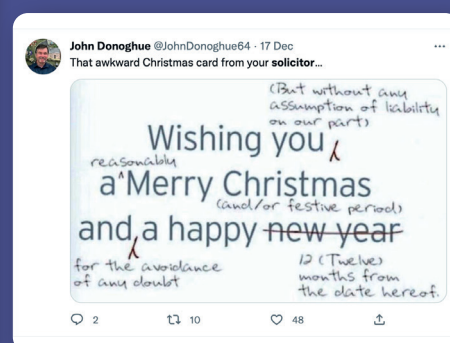 John Donoghue @JohnDonoghue64 · 17 Dec
That awkward Christmas card from your solicitor...
(But without any
assumption of liability
on our part)
Wishing you
reasonably
a Merry Christmas
(and/or festive period)
and, a happy new year
for the avoidance
of any doubt
12 (Twelve)
months from
the date hereof.
2 10 48